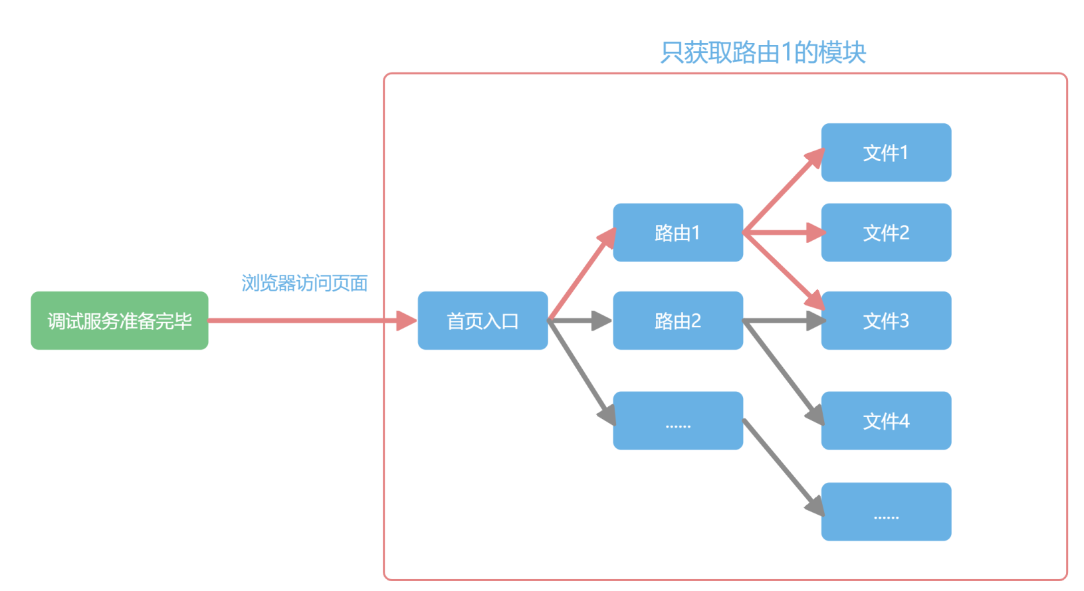 只获取路由1的模块
文件1
路由1
文件2
浏览器访问页面
调试服务准备完毕
首页入口
路由2
文件3
......
文件4
......